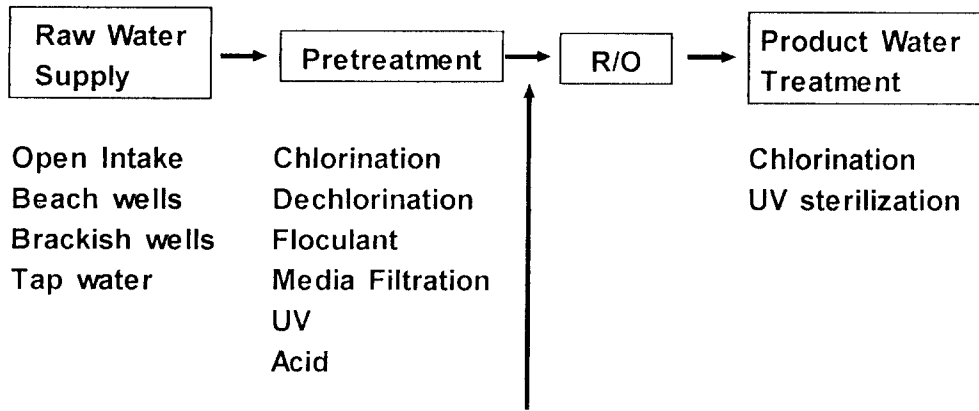 Raw Water
Supply
Pretreatment
R/O
Product Water
Treatment
Open Intake
Beach wells
Brackish wells
Tap water
Chlorination
Dechlorination
Floculant
Media Filtration
UV
Acid
Chlorination
UV sterilization